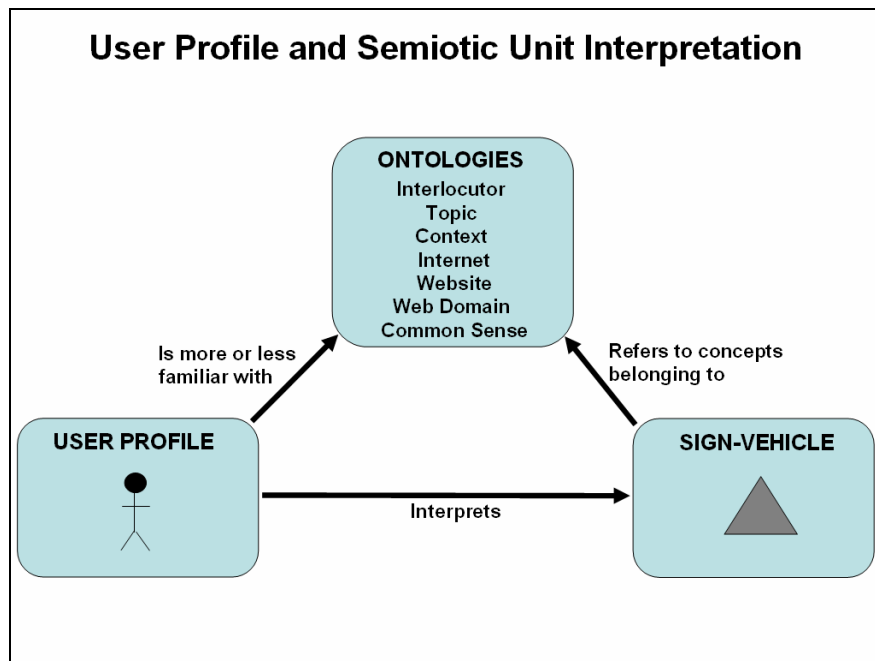 User Profile and Semiotic Unit Interpretation
ONTOLOGIES
Interlocutor
Topic
Context
Internet
Website
Web Domain
Common Sense
Is more or less
familiar with
Refers to concepts
belonging to
USER PROFILE
SIGN-VEHICLE
Interprets